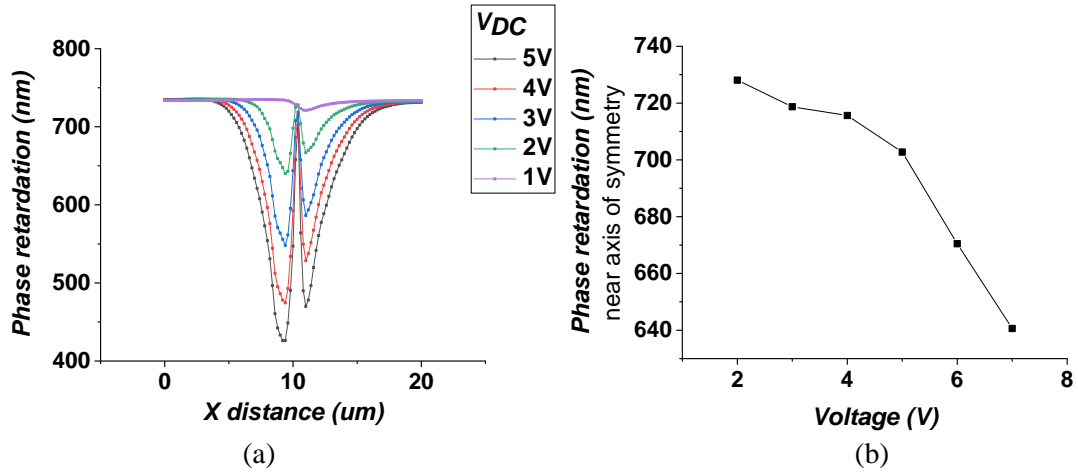 VDC
5V
4V
3V
2V
1V
Phase retardation (nm)
800
700
600
500
400
0
10
20
X distance (um)
(a)
Phase retardation (nm)
near axis of symmetry
740
720
700
680
660
640
2
4
6
8
Voltage (V)
(b)